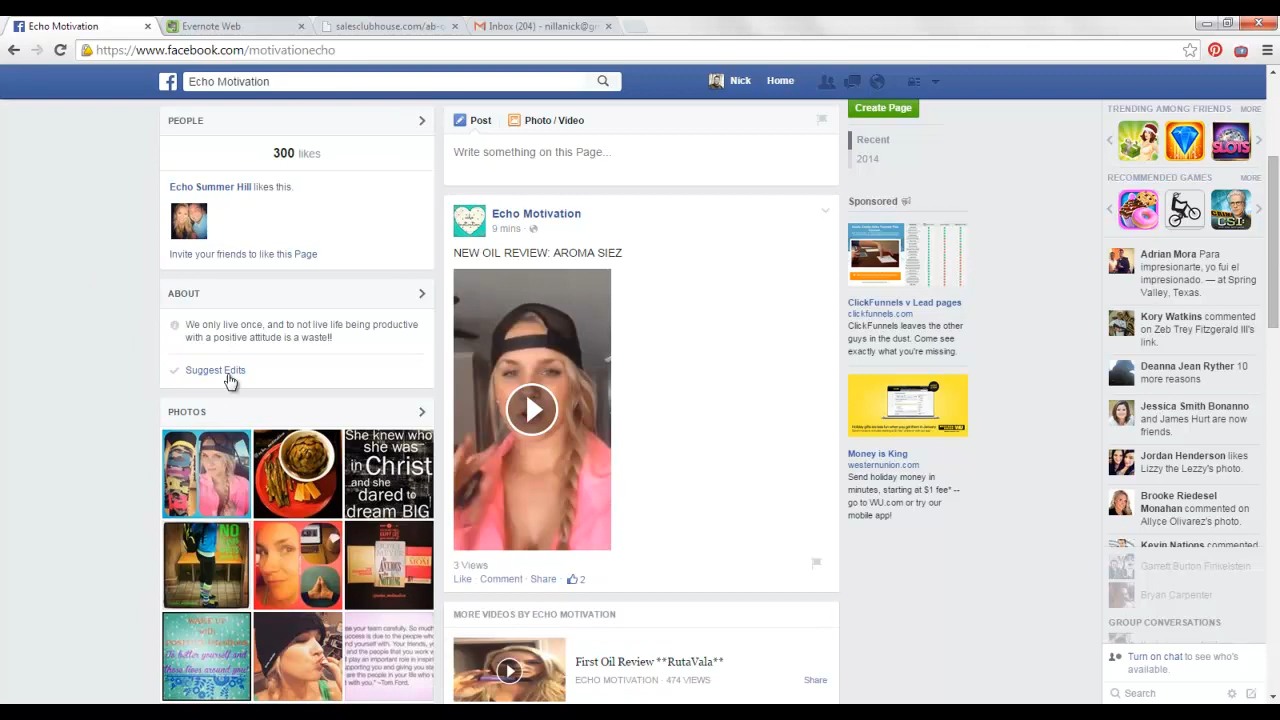 Echo Motivation
Evernote Web
salesclubhouse.com/ab-
Inbox (204) - nillanick@g
https://www.facebook.com/motivationecho
Echo Motivation
Nick
Home
PEOPLE
300 likes
Echo Summer Hill likes this.
Invite your friends to like this Page
ABOUT
We only live once, and to not live life being productive
with a positive attitude is a waste!!
Suggest Edits
PHOTOS
She knew who
she was
in Christ
and she
dared to
dream BIG
NO
Post
Photo / Video
Write something on this Page...
Echo Motivation
9 mins
NEW OIL REVIEW: AROMA SIEZ
3 Views
Like Comment Share 2
MORE VIDEOS BY ECHO MOTIVATION
First Oil Review **RutaVala**
ECHO MOTIVATION · 474 VIEWS
Share
Create Page
Recent
2014
Sponsored
ClickFunnels v Lead pages
clickfunnels.com
ClickFunnels leaves the other
guys in the dust. Come see
exactly what you're missing.
Money is King
westernunion.com
Send holiday money in
minutes, starting at $1 fee* --
go to WU.com or try our
mobile app!
TRENDING AMONG FRIENDS MORE
SLOTS
RECOMMENDED GAMES MORE
CSI
Adrian Mora Para
impresionarte, yo fui el
impresionado. — at Spring
Valley, Texas.
Kory Watkins commented
on Zeb Trey Fitzgerald III's
link.
Deanna Jean Ryther 10
more reasons
Jessica Smith Bonanno
and James Hurt are now
friends.
Jordan Henderson likes
Lizzy the Lezzy's photo.
Brooke Riedesel
Monahan commented on
Allyce Olivarez's photo.
Kevin Nations commented
Garrett Burton Finkelstein
Bryan Carpenter
GROUP CONVERSATIONS
Turn on chat to see who's
available.
Search